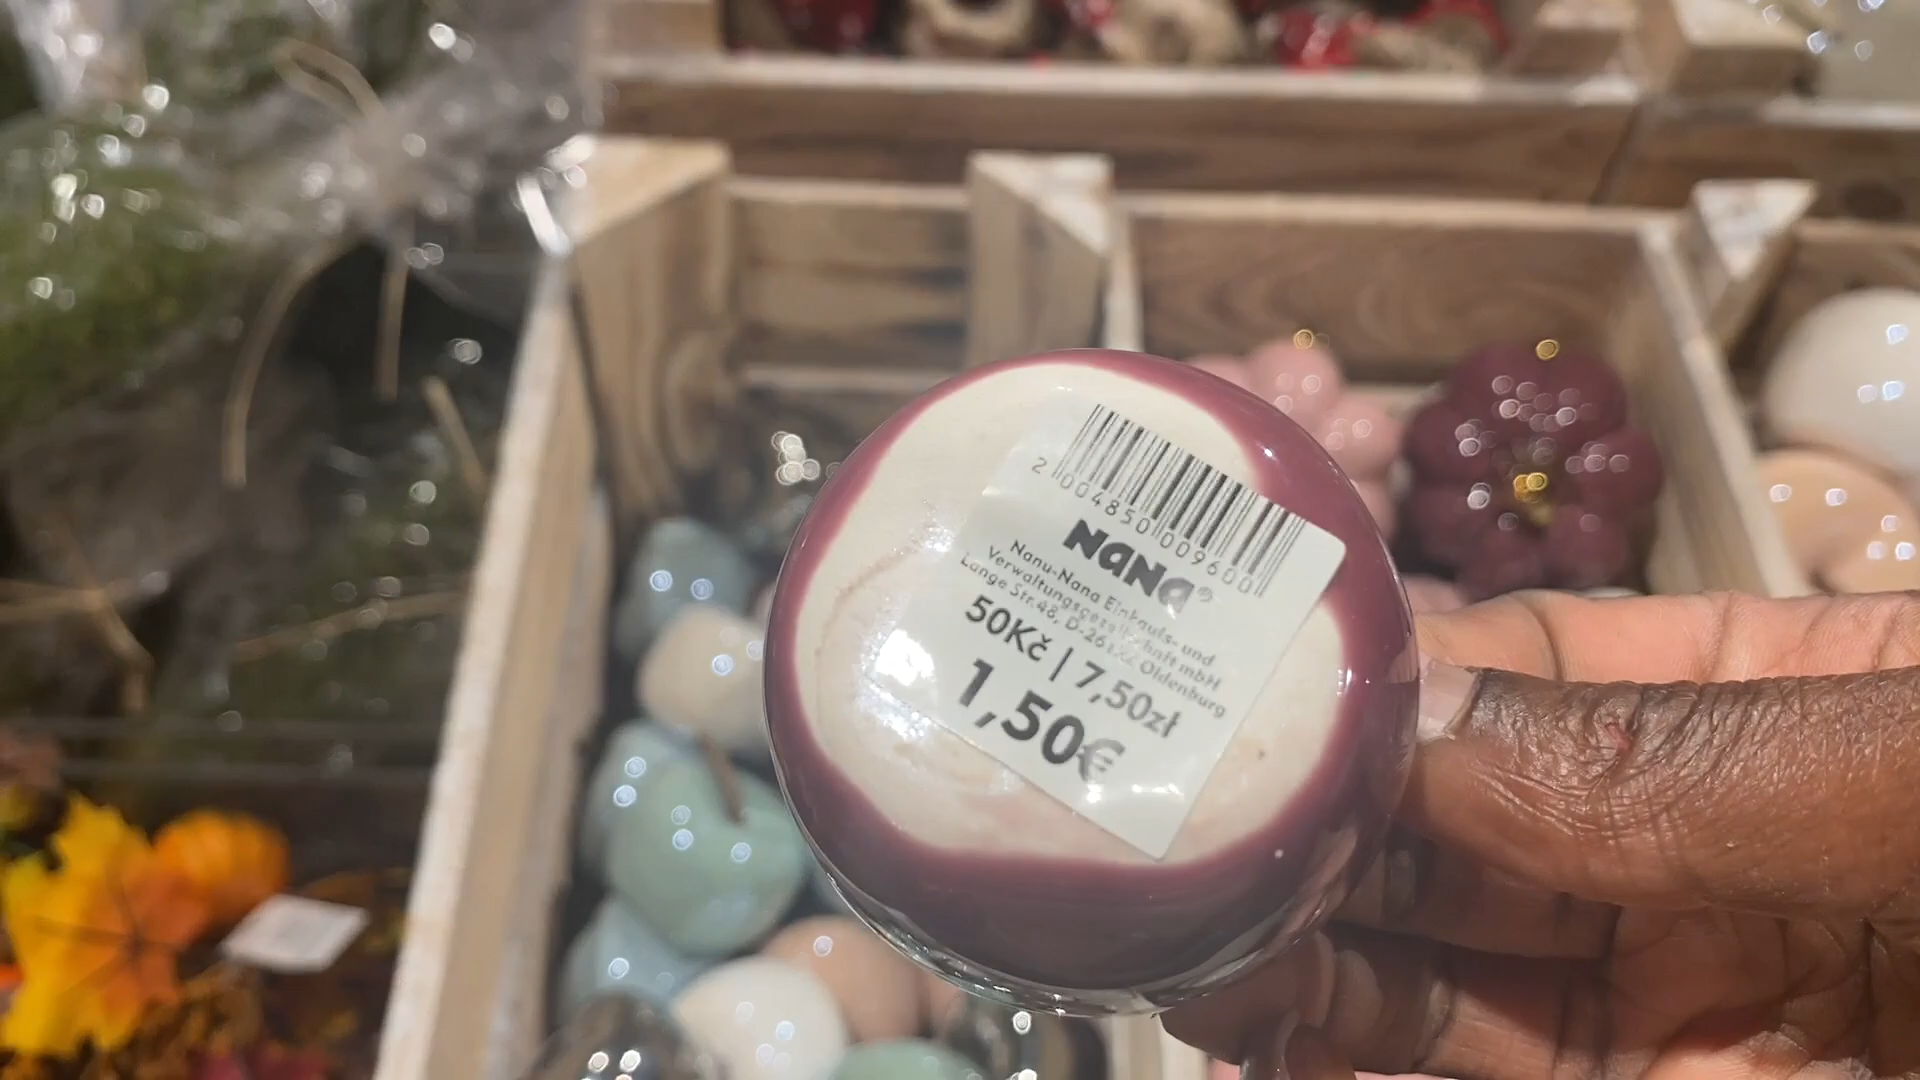 2 004850 009600
NaNa®
Nanu-Nana Einkaufs- und
Verwaltungsgesellschaft mbH
Lange Str. 48, D-26122 Oldenburg
50Kč | 7,50zł
1,50€